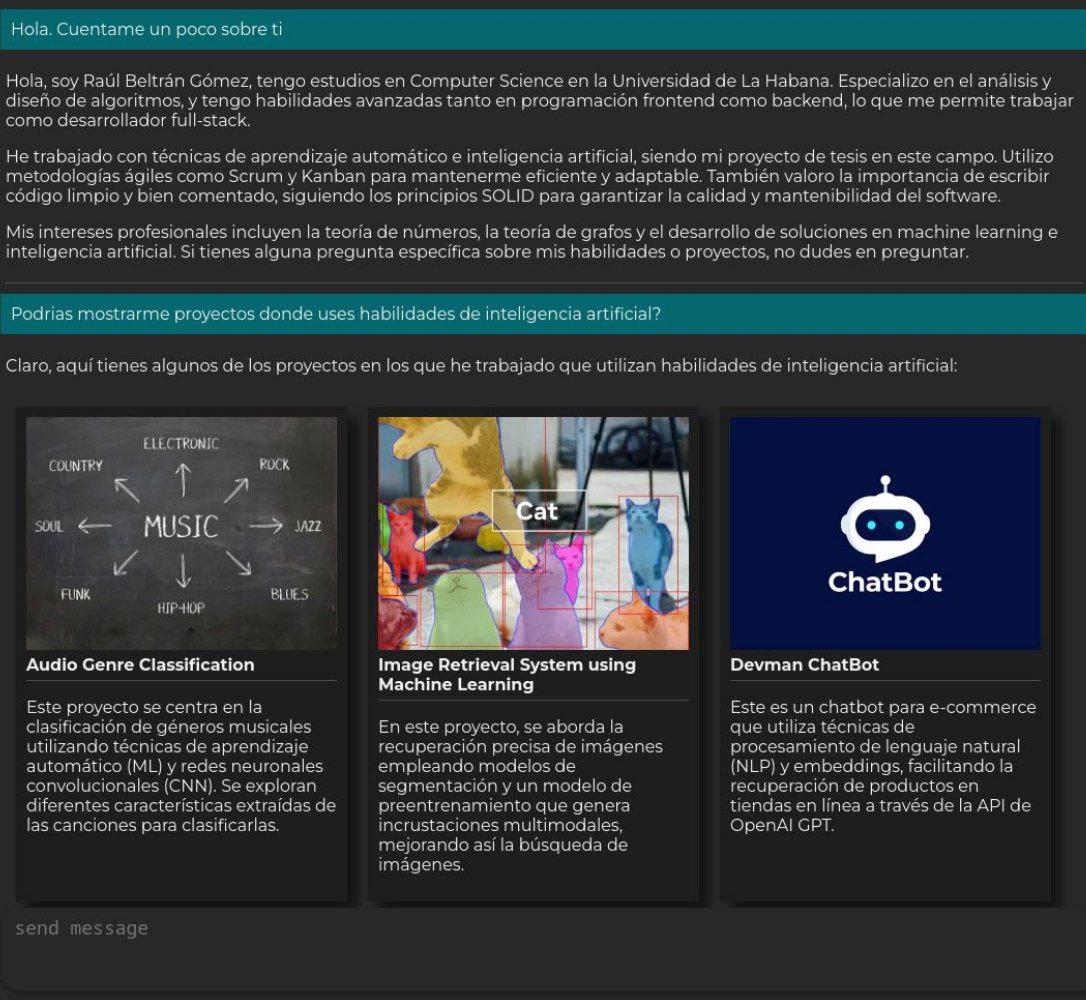 Hola. Cuentame un poco sobre ti
Hola, soy Raúl Beltrán Gómez, tengo estudios en Computer Science en la Universidad de La Habana. Especializo en el análisis y
diseño de algoritmos, y tengo habilidades avanzadas tanto en programación frontend como backend, lo que me permite trabajar
como desarrollador full-stack.
He trabajado con técnicas de aprendizaje automático e inteligencia artificial, siendo mi proyecto de tesis en este campo. Utilizo
metodologías ágiles como Scrum y Kanban para mantenerme eficiente y adaptable. También valoro la importancia de escribir
código limpio y bien comentado, siguiendo los principios SOLID para garantizar la calidad y mantenibilidad del software.
Mis intereses profesionales incluyen la teoría de números, la teoría de grafos y el desarrollo de soluciones en machine learning e
inteligencia artificial. Si tienes alguna pregunta específica sobre mis habilidades o proyectos, no dudes en preguntar.
Podrias mostrarme proyectos donde uses habilidades de inteligencia artificial?
Claro, aquí tienes algunos de los proyectos en los que he trabajado que utilizan habilidades de inteligencia artificial:
ELECTRONIC
COUNTRY
ROCK
SOUL
MUSIC
JAZZ
FUNK
HIP-HOP
BLUES
Audio Genre Classification
Este proyecto se centra en la
clasificación de géneros musicales
utilizando técnicas de aprendizaje
automático (ML) y redes neuronales
convolucionales (CNN). Se exploran
diferentes características extraídas de
las canciones para clasificarlas.
Cat
Image Retrieval System using
Machine Learning
En este proyecto, se aborda la
recuperación precisa de imágenes
empleando modelos de
segmentación y un modelo de
preentrenamiento que genera
incrustaciones multimodales,
mejorando así la búsqueda de
imágenes.
ChatBot
Devman ChatBot
Este es un chatbot para e-commerce
que utiliza técnicas de
procesamiento de lenguaje natural
(NLP) y embeddings, facilitando la
recuperación de productos en
tiendas en línea a través de la API de
OpenAI GPT.
send message